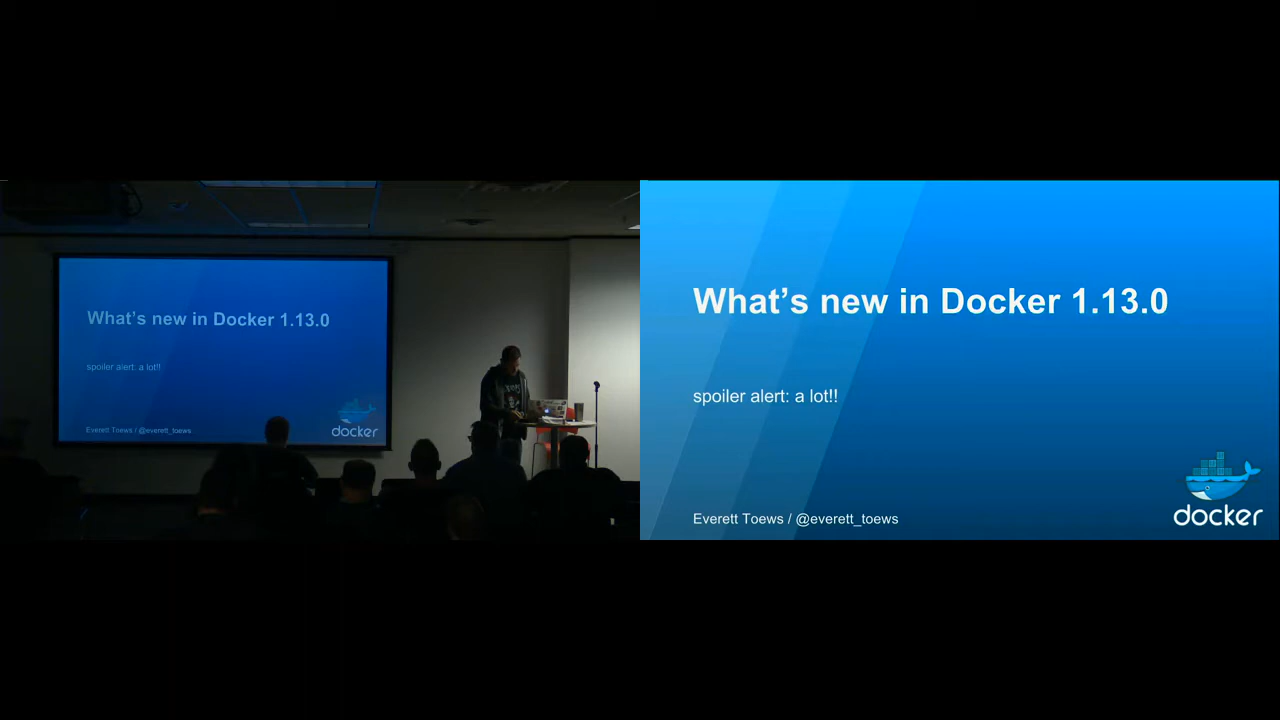 What's new in Docker 1.13.0
spoiler alert: a lot!!
Everett Toews / @everett_toews
docker
What’s new in Docker 1.13.0
spoiler alert: a lot!!
Everett Toews / @everett_toews
docker